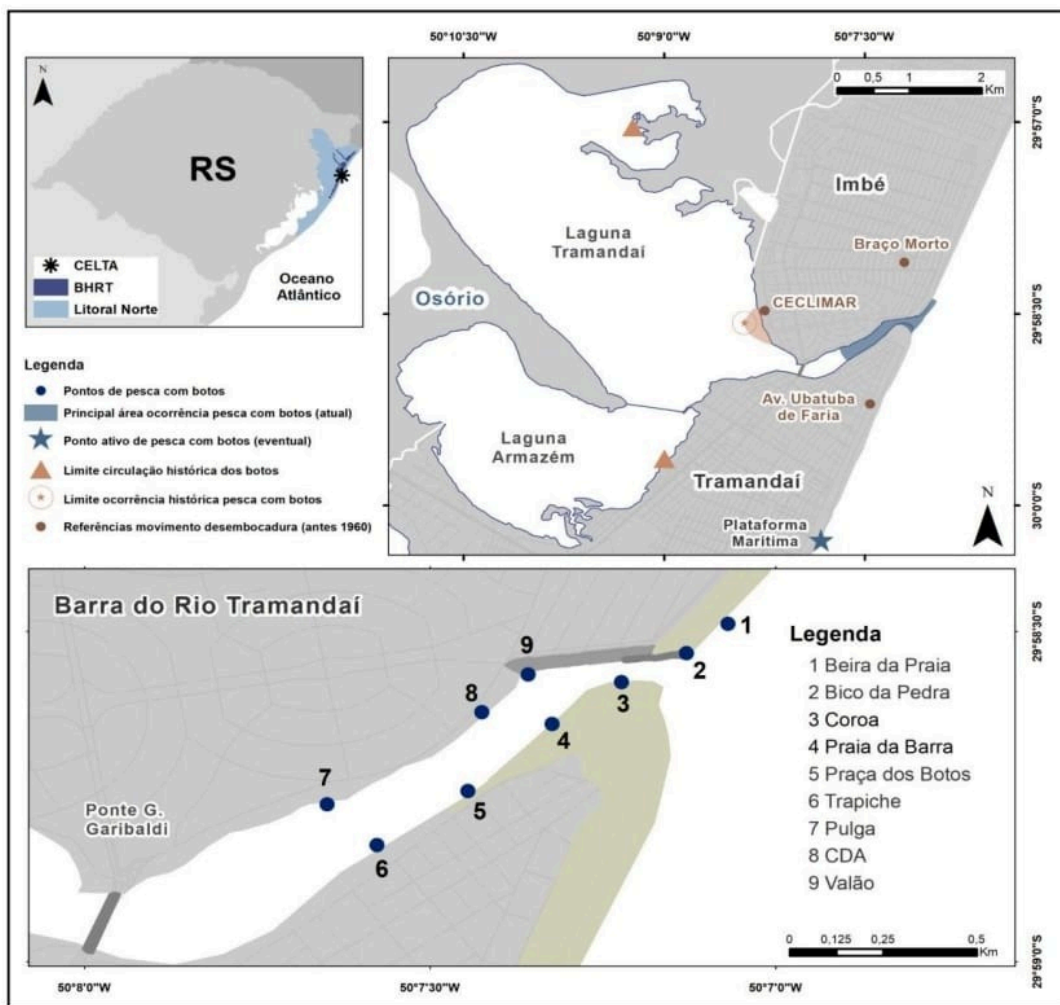 N
RS
CELTA
BHRT
Litoral Norte
Oceano
Atlântico
Legenda
Pontos de pesca com botos
Principal área ocorrência pesca com botos (atual)
Ponto ativo de pesca com botos (eventual)
Limite circulação histórica dos botos
Limite ocorrência histórica pesca com botos
Referências movimento desembocadura (antes 1960)
50°10'30"W
50°9'0"W
50°7'30"W
0 0,5 1 2
Km
29°57'0"S
29°58'30"S
30°0'0"S
Imbé
Braço Morto
Laguna
Tramandaí
Osório
CECLIMAR
Av. Ubatuba
de Faria
Laguna
Armazém
Tramandaí
Plataforma
Marítima
N
Barra do Rio Tramandaí
1
2
3
4
5
6
7
8
9
Ponte G.
Garibaldi
Legenda
1 Beira da Praia
2 Bico da Pedra
3 Coroa
4 Praia da Barra
5 Praça dos Botos
6 Trapiche
7 Pulga
8 CDA
9 Valão
0 0,125 0,25 0,5
Km
29°58'30"S
29°59'0"S
50°8'0"W
50°7'30"W
50°7'0"W